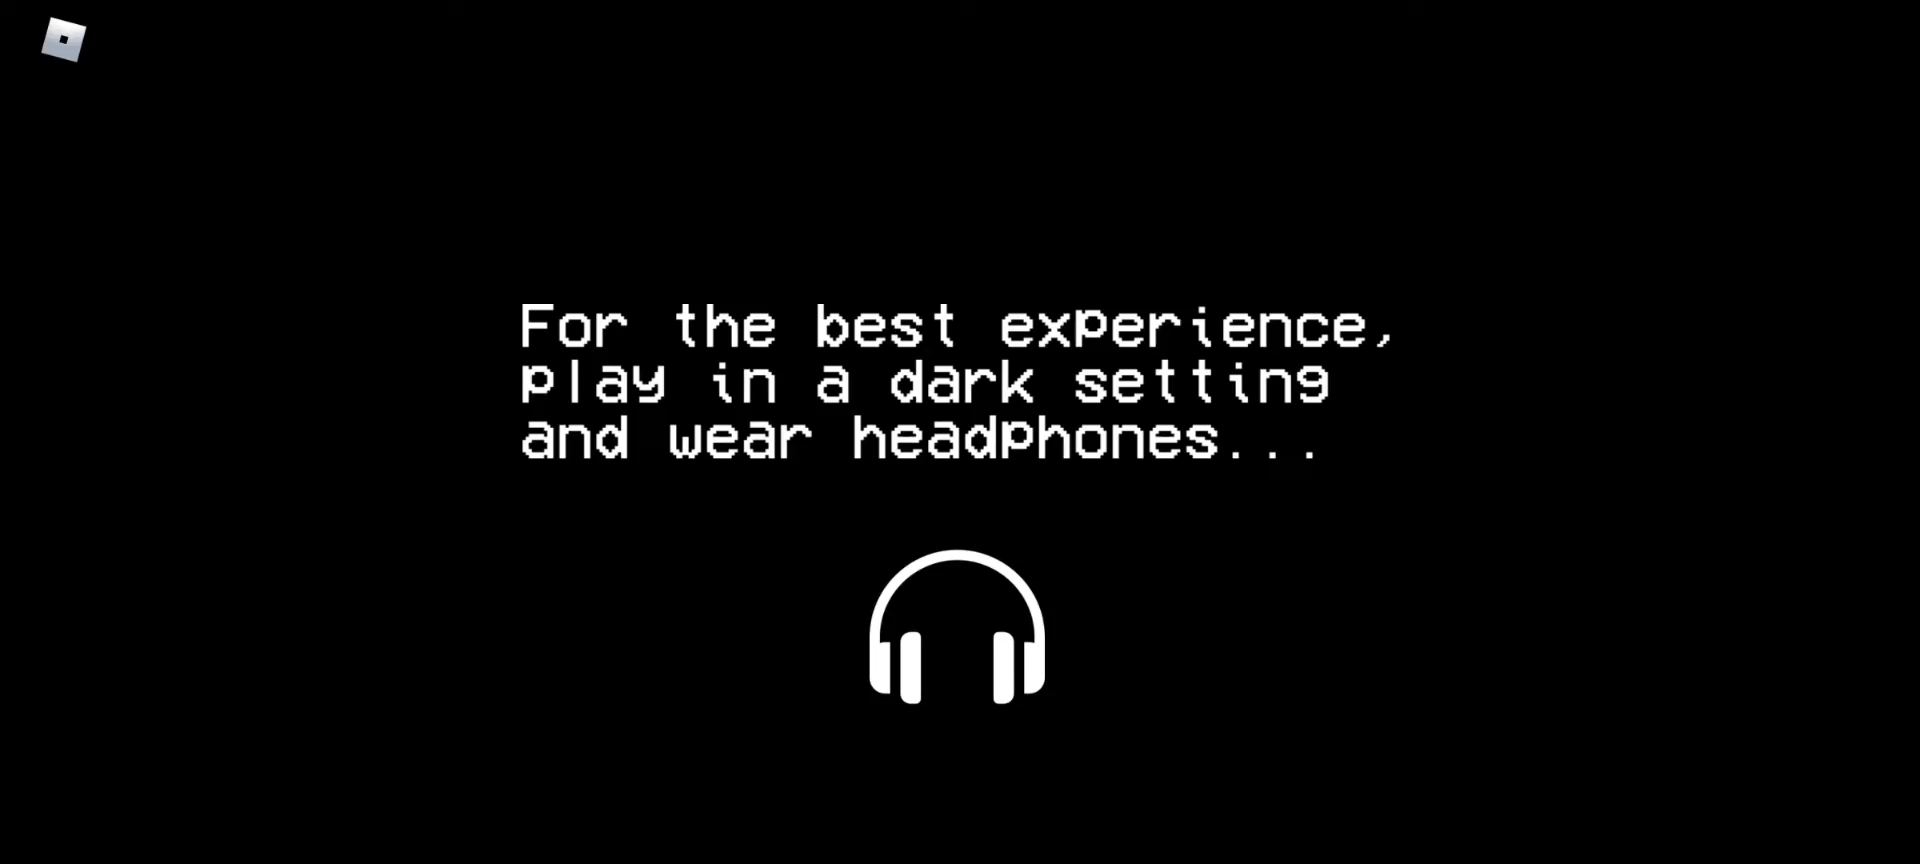 For the best experience,
play in a dark setting
and wear headphones...